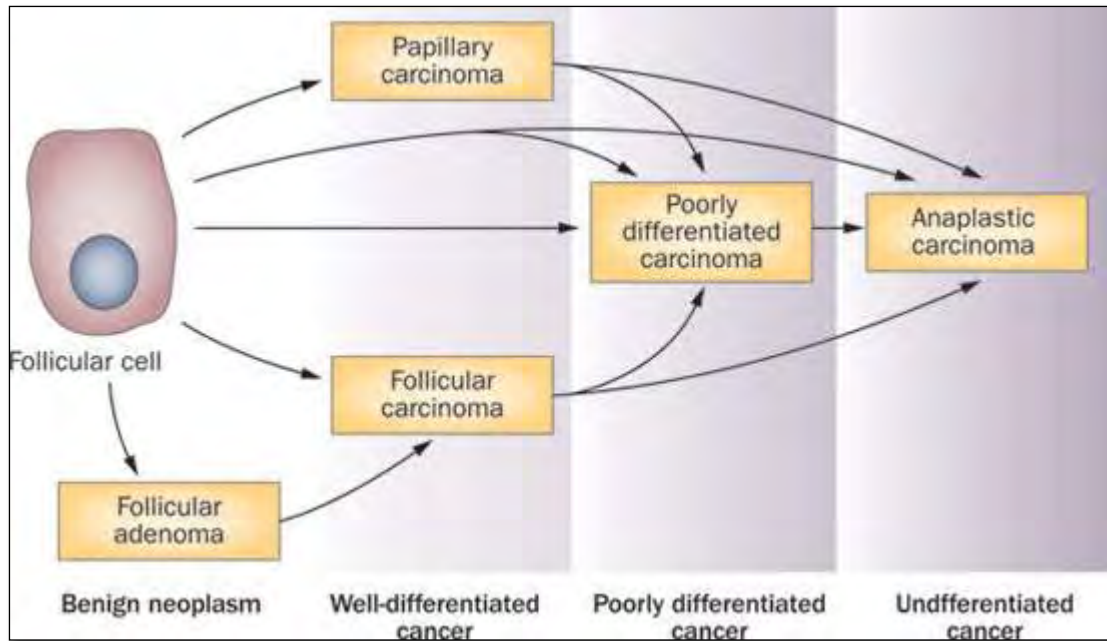 Papillary
carcinoma
Poorly
differentiated
carcinoma
Anaplastic
carcinoma
Follicular cell
Follicular
carcinoma
Follicular
adenoma
Benign neoplasm
Well-differentiated
cancer
Poorly differentiated
cancer
Undfferentiated
cancer